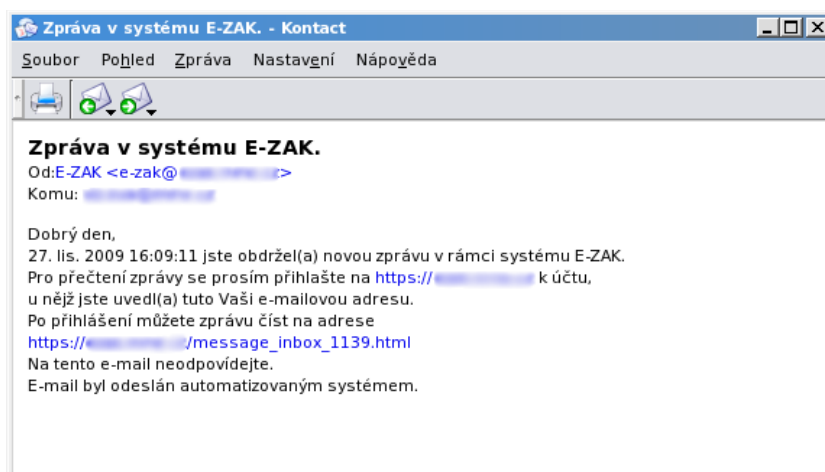 Zpráva v systému E-ZAK. - Kontact
Soubor Pohled Zpráva Nastavení Nápověda
Zpráva v systému E-ZAK.
Od:E-ZAK <e-zak@ >
Komu:
Dobrý den,
27. lis. 2009 16:09:11 jste obdržel(a) novou zprávu v rámci systému E-ZAK.
Pro přečtení zprávy se prosím přihlašte na https:// k účtu,
u nějž jste uvedl(a) tuto Vaši e-mailovou adresu.
Po přihlášení můžete zprávu číst na adrese
https:// /message_inbox_1139.html
Na tento e-mail neodpovídejte.
E-mail byl odeslán automatizovaným systémem.